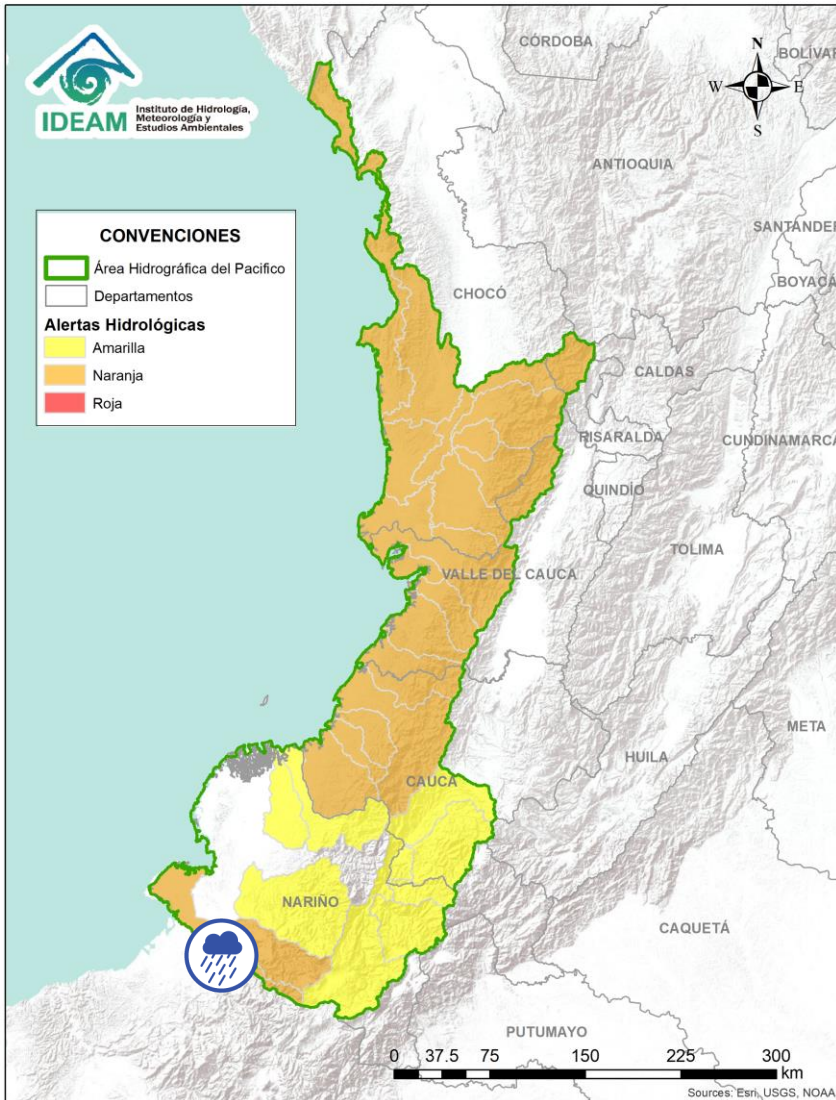 IDEAM
Instituto de Hidrología,
Meteorología y
Estudios Ambientales
N
W
E
S
CÓRDOBA
BOLÍVAR
ANTIOQUIA
SANTANDER
BOYACÁ
CHOCÓ
CALDAS
RISARALDA
CUNDINAMARCA
QUINDÍO
TOLIMA
VALLE DEL CAUCA
META
HUILA
CAUCA
NARIÑO
CAQUETÁ
PUTUMAYO
CONVENCIONES
Área Hidrográfica del Pacifico
Departamentos
Alertas Hidrológicas
Amarilla
Naranja
Roja
0 37.5 75 150 225 300
km
Sources: Esri, USGS, NOAA